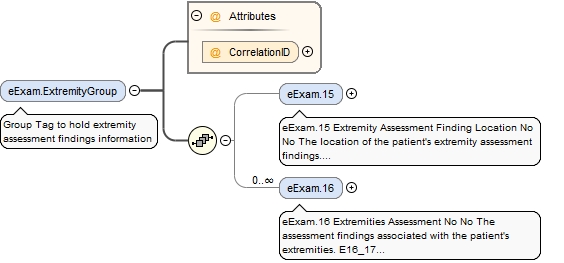 @ Attributes
@ CorrelationID
eExam.ExtremityGroup
Group Tag to hold extremity
assessment findings information
eExam.15
eExam.15 Extremity Assessment Finding Location No
No The location of the patient's extremity assessment
findings....
0..∞
eExam.16
eExam.16 Extremities Assessment No No The
assessment findings associated with the patient's
extremities. E16_17...